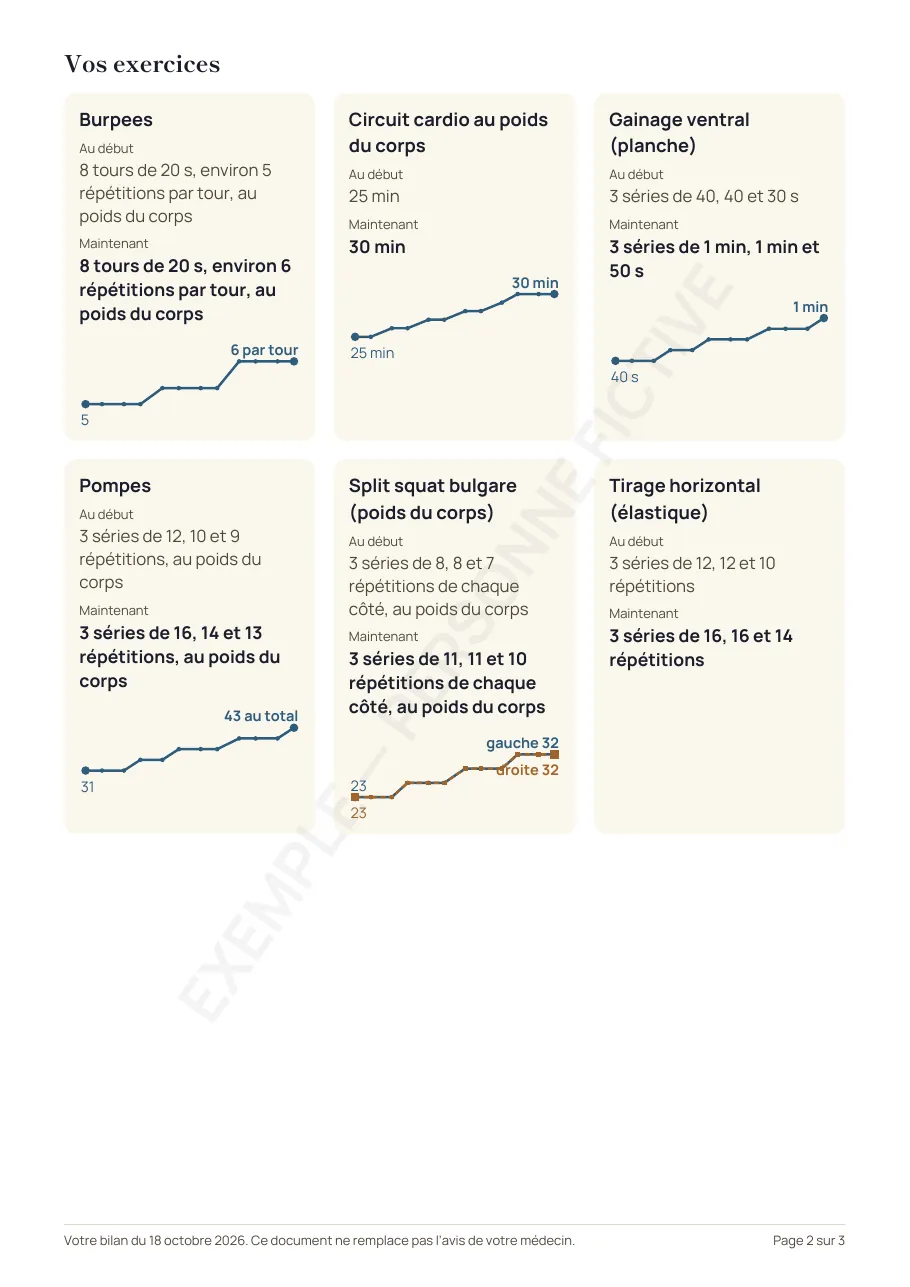 Vos exercices
Burpees
Au début
8 tours de 20 s, environ 5
répétitions par tour, au
poids du corps
Maintenant
8 tours de 20 s, environ 6
répétitions par tour, au
poids du corps
6 par tour
5
Circuit cardio au poids
du corps
Au début
25 min
Maintenant
30 min
30 min
25 min
Gainage ventral
(planche)
Au début
3 séries de 40, 40 et 30 s
Maintenant
3 séries de 1 min, 1 min et
50 s
1 min
40 s
Pompes
Au début
3 séries de 12, 10 et 9
répétitions, au poids du
corps
Maintenant
3 séries de 16, 14 et 13
répétitions, au poids du
corps
43 au total
31
Split squat bulgare
(poids du corps)
Au début
3 séries de 8, 8 et 7
répétitions de chaque
côté, au poids du corps
Maintenant
3 séries de 11, 11 et 10
répétitions de chaque
côté, au poids du corps
gauche 32
droite 32
23
23
Tirage horizontal
(élastique)
Au début
3 séries de 12, 12 et 10
répétitions
Maintenant
3 séries de 16, 16 et 14
répétitions
EXEMPLE — PERSONNE FICTIVE
Votre bilan du 18 octobre 2026. Ce document ne remplace pas l'avis de votre médecin.
Page 2 sur 3